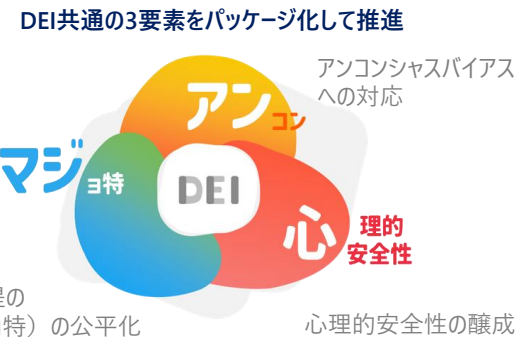 DEI共通の3要素をパッケージ化して推進
アンコンシャスバイアス
への対応
アンコン
マジョ特
DEI
心理的
安全性
の
特）の公平化
心理的安全性の醸成